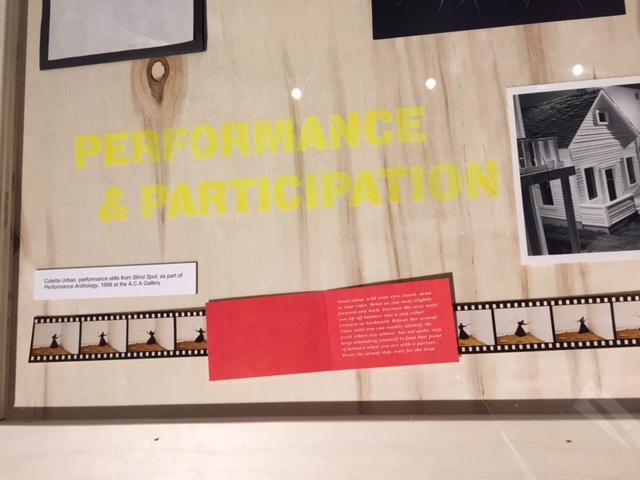 PERFORMANCE
& PARTICIPATION
Colette Urban, performance stills from Blind Spot, as part of
Performance Anthology, 1988 at the A.C.A Gallery
Stand alone with your eyes closed, arms
at your sides. Relax as you sway slightly
forward and back. Increase the sway until
you tip off balance into a step either
forward or backward. Repeat this several
times until you can readily identify the
point where you almost, but not quite, step.
Keep reminding yourself to find that point
of balance when you are with a partner.
Resist the actual step, wait for the lead.